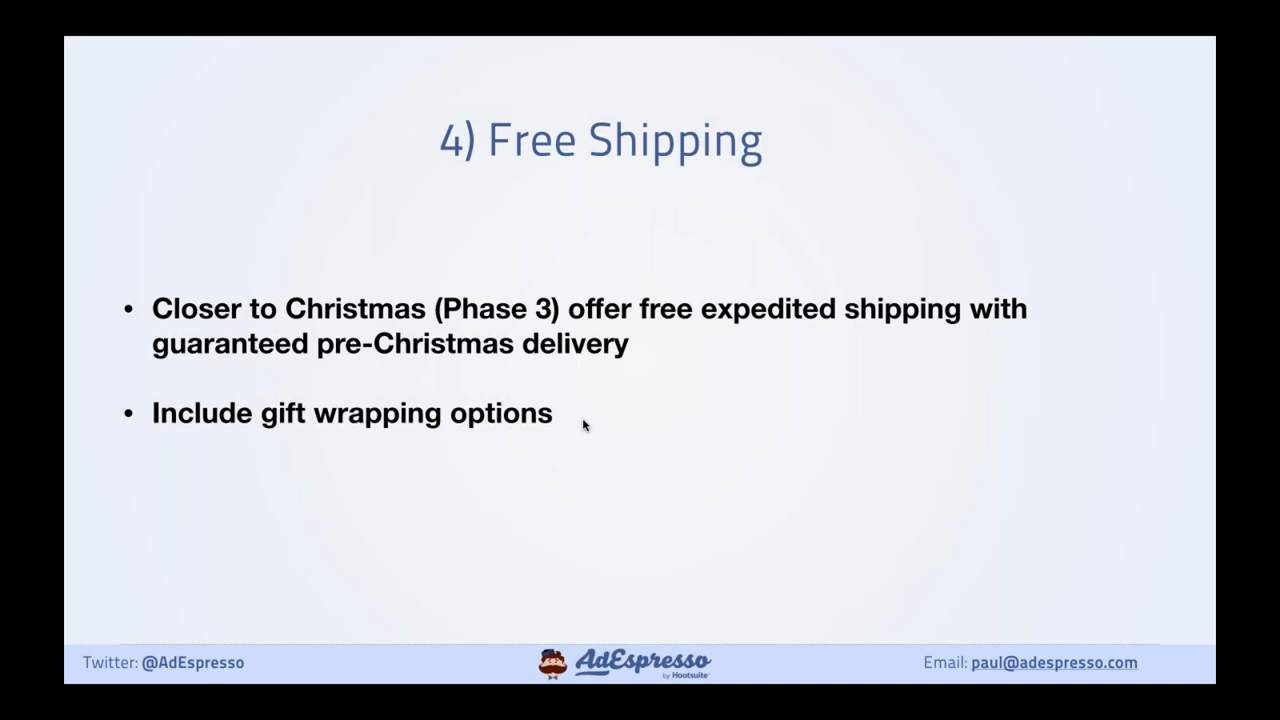 4) Free Shipping
• Closer to Christmas (Phase 3) offer free expedited shipping with
guaranteed pre-Christmas delivery
• Include gift wrapping options
Twitter: @AdEspresso
AdEspresso
by Hootsuite
Email: paul@adespresso.com